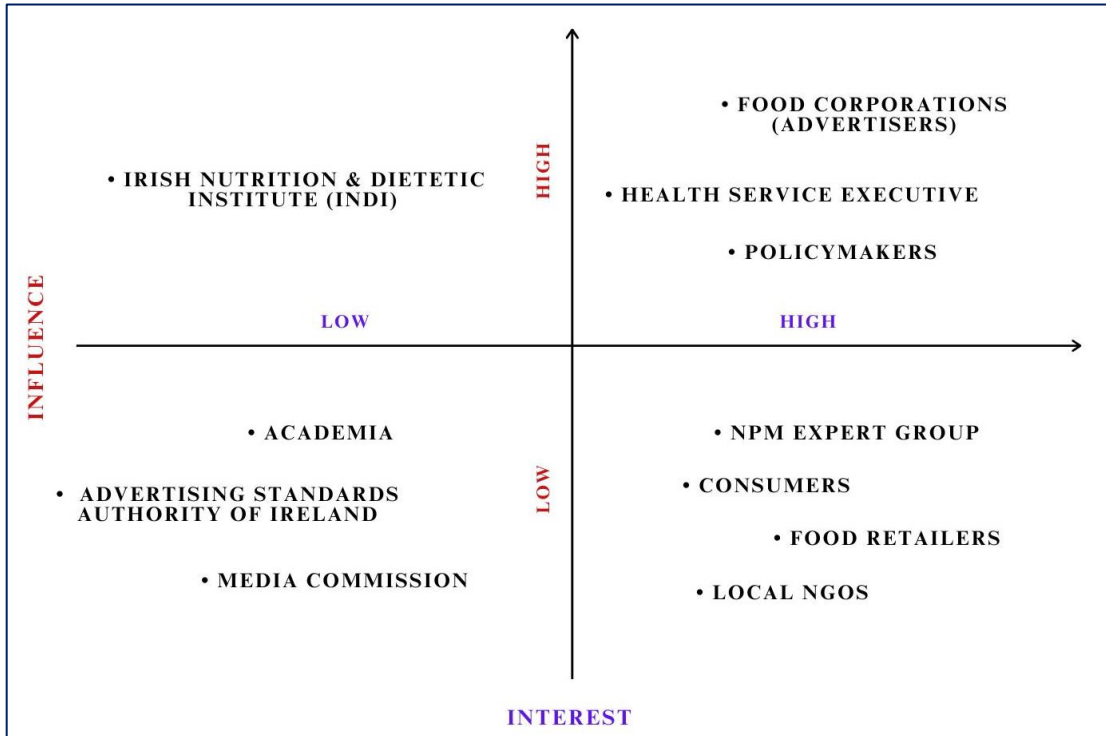 • FOOD CORPORATIONS
(ADVERTISERS)
• IRISH NUTRITION & DIETETIC
INSTITUTE (INDI)
HIGH
• HEALTH SERVICE EXECUTIVE
• POLICYMAKERS
INFLUENCE
LOW
HIGH
• ACADEMIA
• NPM EXPERT GROUP
• ADVERTISING STANDARDS
AUTHORITY OF IRELAND
LOW
• CONSUMERS
• FOOD RETAILERS
• MEDIA COMMISSION
• LOCAL NGOS
INTEREST